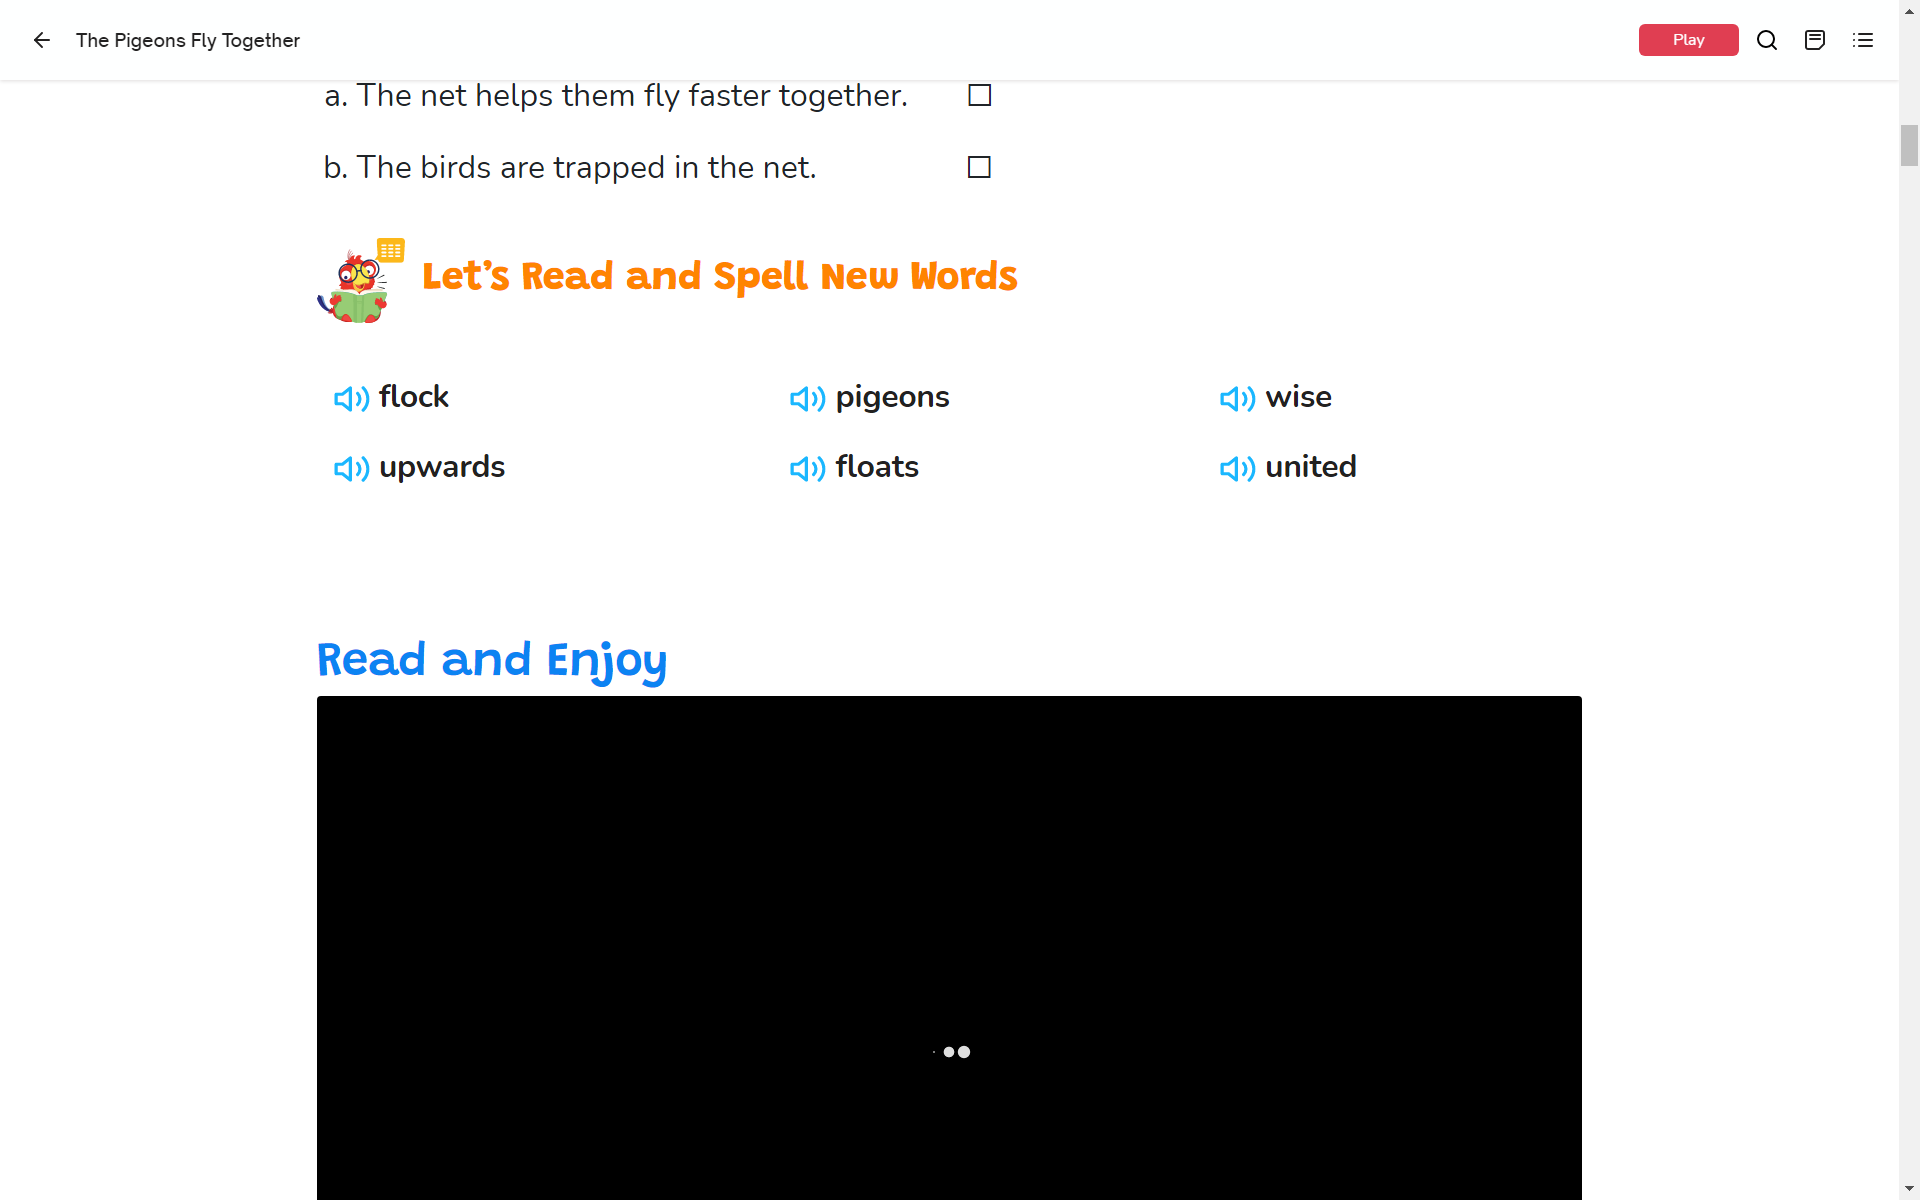 The Pigeons Fly Together
Play
a. The net helps them fly faster together.
b. The birds are trapped in the net.
Let's Read and Spell New Words
flock pigeons wise
upwards floats united
Read and Enjoy